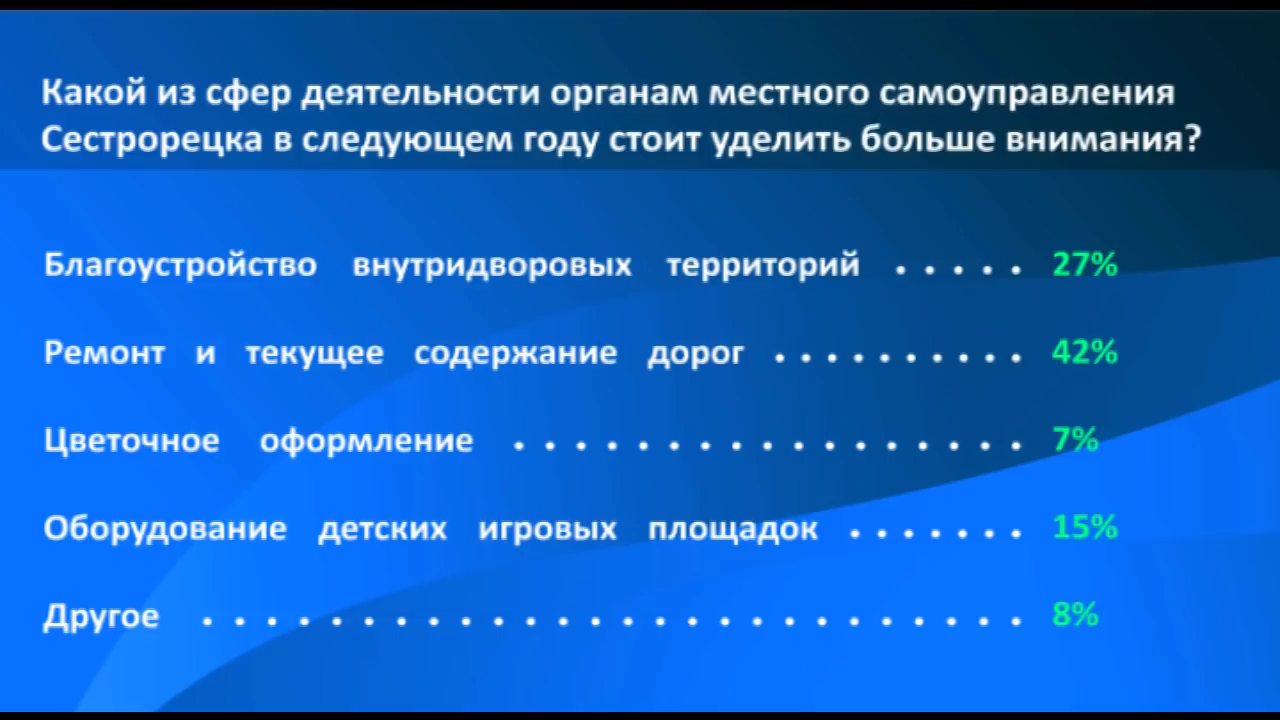 Какой из сфер деятельности органам местного самоуправления
Сестрорецка в следующем году стоит уделить больше внимания?
Благоустройство внутридворовых территорий . . . . . 27%
Ремонт и текущее содержание дорог . . . . . . . . . . 42%
Цветочное оформление . . . . . . . . . . . . . . . . . 7%
Оборудование детских игровых площадок . . . . . . . 15%
Другое . . . . . . . . . . . . . . . . . . . . . . . . . . 8%